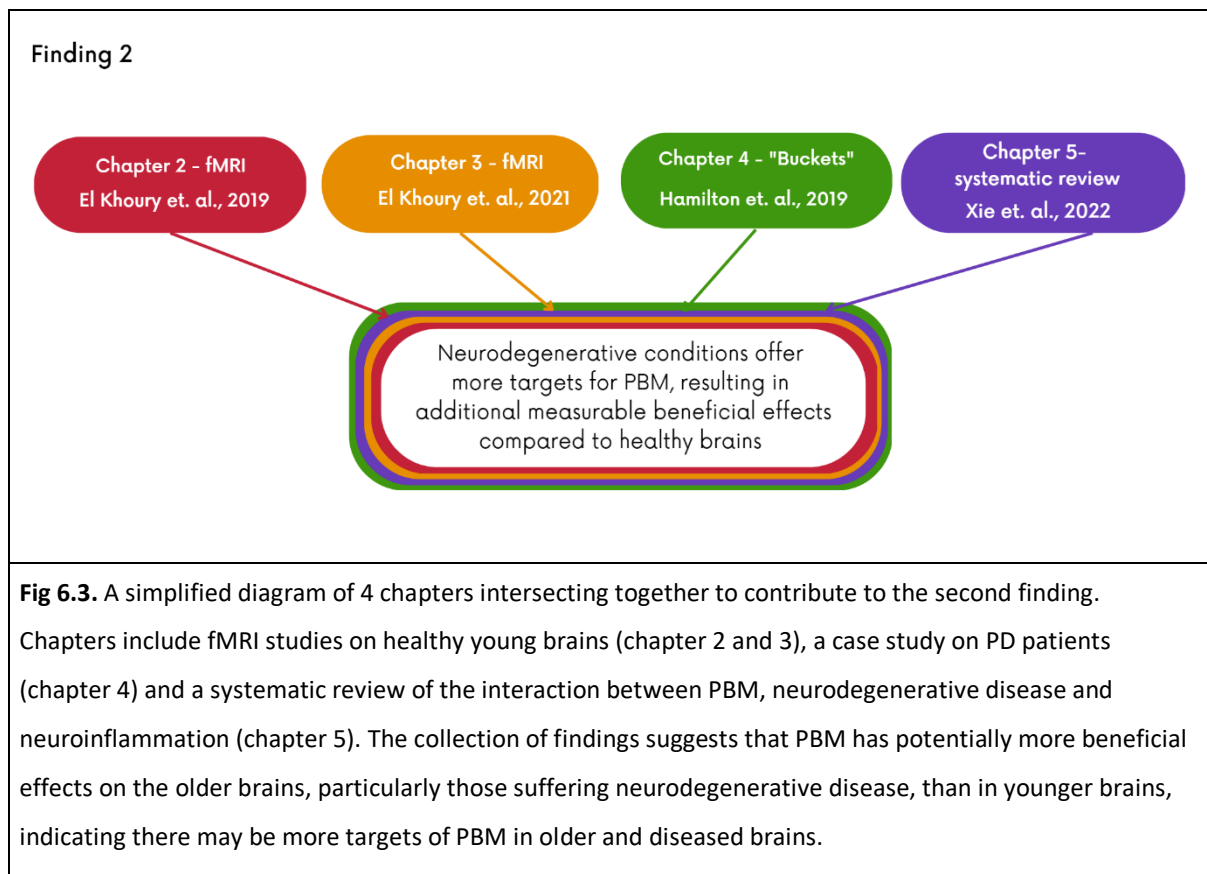 Finding 2
Chapter 2 - fMRI
El Khoury et. al., 2019
Chapter 3 - fMRI
El Khoury et. al., 2021
Chapter 4 - "Buckets"
Hamilton et. al., 2019
Chapter 5-
systematic review
Xie et. al., 2022
Neurodegenerative conditions offer
more targets for PBM, resulting in
additional measurable beneficial effects
compared to healthy brains
Fig 6.3. A simplified diagram of 4 chapters intersecting together to contribute to the second finding.
Chapters include fMRI studies on healthy young brains (chapter 2 and 3), a case study on PD patients
(chapter 4) and a systematic review of the interaction between PBM, neurodegenerative disease and
neuroinflammation (chapter 5). The collection of findings suggests that PBM has potentially more beneficial
effects on the older brains, particularly those suffering neurodegenerative disease, than in younger brains,
indicating there may be more targets of PBM in older and diseased brains.